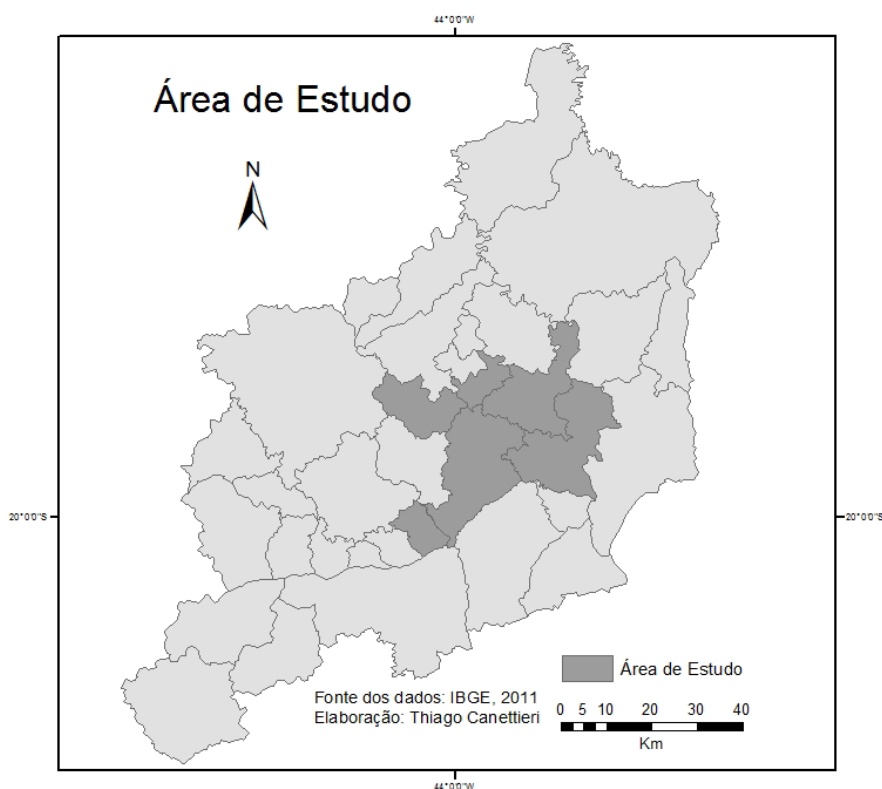 44°0'0"W
Área de Estudo
N
20°0'0"S
20°0'0"S
Área de Estudo
Fonte dos dados: IBGE, 2011
Elaboração: Thiago Canettieri
0 5 10 20 30 40
Km
44°0'0"W